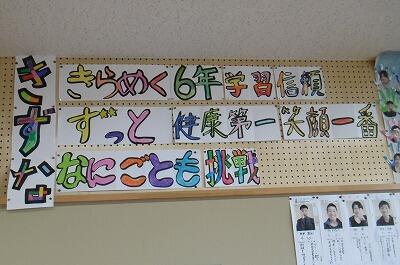 きずな
きらめく 6年 学習 信頼
ずっと 健康第一 笑顔一番
なにごとも 挑戦